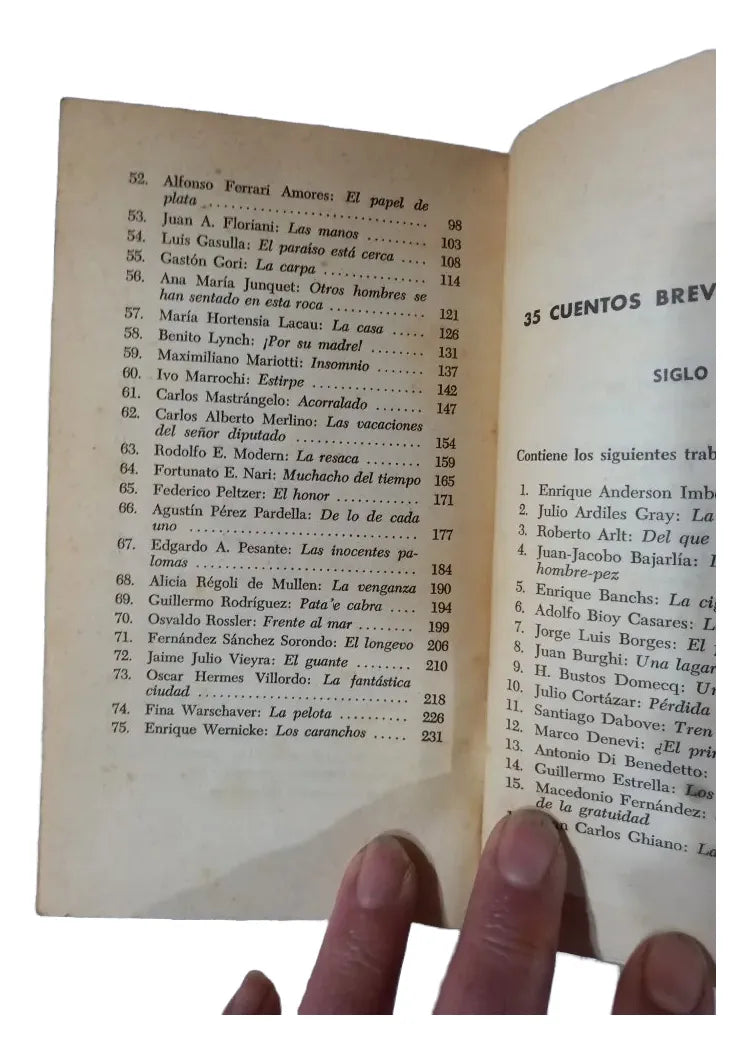 52. Alfonso Ferrari Amores: El papel de
plata . . . . . . . . . . . . . . . . . . . . . . . . 98
53. Juan A. Floriani: Las manos . . . . . . . . . 103
54. Luis Gasulla: El paraíso está cerca . . . . 108
55. Gastón Gori: La carpa . . . . . . . . . . . . . . 114
56. Ana María Junquet: Otros hombres se
han sentado en esta roca . . . . . . . . . . . . . 121
57. María Hortensia Lacau: La casa . . . . . 126
58. Benito Lynch: ¡Por su madre! . . . . . . . . 131
59. Maximiliano Mariotti: Insomnio . . . . . . . 137
60. Ivo Marrochi: Estirpe . . . . . . . . . . . . . . . 142
61. Carlos Mastrángelo: Acorralado . . . . . . . 147
62. Carlos Alberto Merlino: Las vacaciones
del señor diputado . . . . . . . . . . . . . . . . . 154
63. Rodolfo E. Modern: La resaca . . . . . . . . 159
64. Fortunato E. Nari: Muchacho del tiempo 165
65. Federico Peltzer: El honor . . . . . . . . . . . 171
66. Agustín Pérez Pardella: De lo de cada
uno . . . . . . . . . . . . . . . . . . . . . . . . . . . . . 177
67. Edgardo A. Pesante: Las inocentes pa-
lomas . . . . . . . . . . . . . . . . . . . . . . . . . . . . 184
68. Alicia Régoli de Mullen: La venganza 190
69. Guillermo Rodríguez: Pata'e cabra . . . . 194
70. Osvaldo Rossler: Frente al mar . . . . . . . . 199
71. Fernández Sánchez Sorondo: El longevo 206
72. Jaime Julio Vieyra: El guante . . . . . . . . 210
73. Oscar Hermes Villordo: La fantástica
ciudad . . . . . . . . . . . . . . . . . . . . . . . . . . . 218
74. Fina Warschaver: La pelota . . . . . . . . . . 226
75. Enrique Wernicke: Los caranchos . . . . . 231
35 CUENTOS BREV
SIGLO
Contiene los siguientes trab
1. Enrique Anderson Imb
2. Julio Ardiles Gray: La
3. Roberto Arlt: Del que
4. Juan-Jacobo Bajarlía:
hombre-pez
5. Enrique Banchs: La cig
6. Adolfo Bioy Casares: L
7. Jorge Luis Borges: El
8. Juan Burghi: Una lagar
9. H. Bustos Domecq: Un
10. Julio Cortázar: Pérdida
11. Santiago Dabove: Tren
12. Marco Denevi: ¿El prin
13. Antonio Di Benedetto:
14. Guillermo Estrella: Los
15. Macedonio Fernández:
de la gratuidad
Carlos Ghiano: La